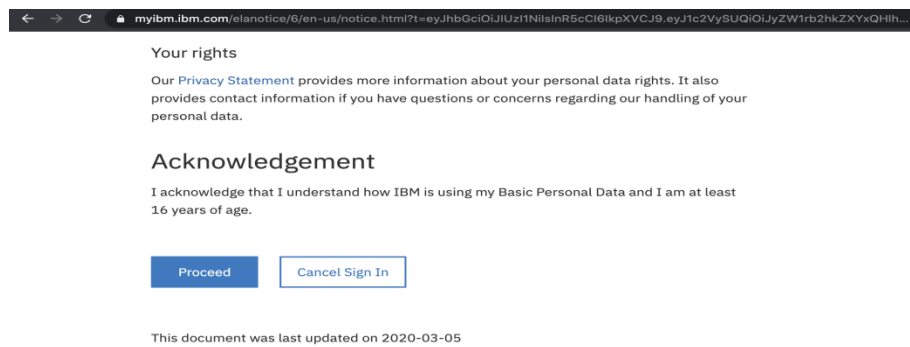 myibm.ibm.com/elanotice/6/en-us/notice.html?t=eyJhbGciOiJIUzI1NiIsInR5cCI6IkpXVCJ9.eyJ1c2VySUQiOiJyZW1rb2hkZXYxQHlh...
Your rights
Our Privacy Statement provides more information about your personal data rights. It also
provides contact information if you have questions or concerns regarding our handling of your
personal data.
Acknowledgement
I acknowledge that I understand how IBM is using my Basic Personal Data and I am at least
16 years of age.
Proceed Cancel Sign In
This document was last updated on 2020-03-05